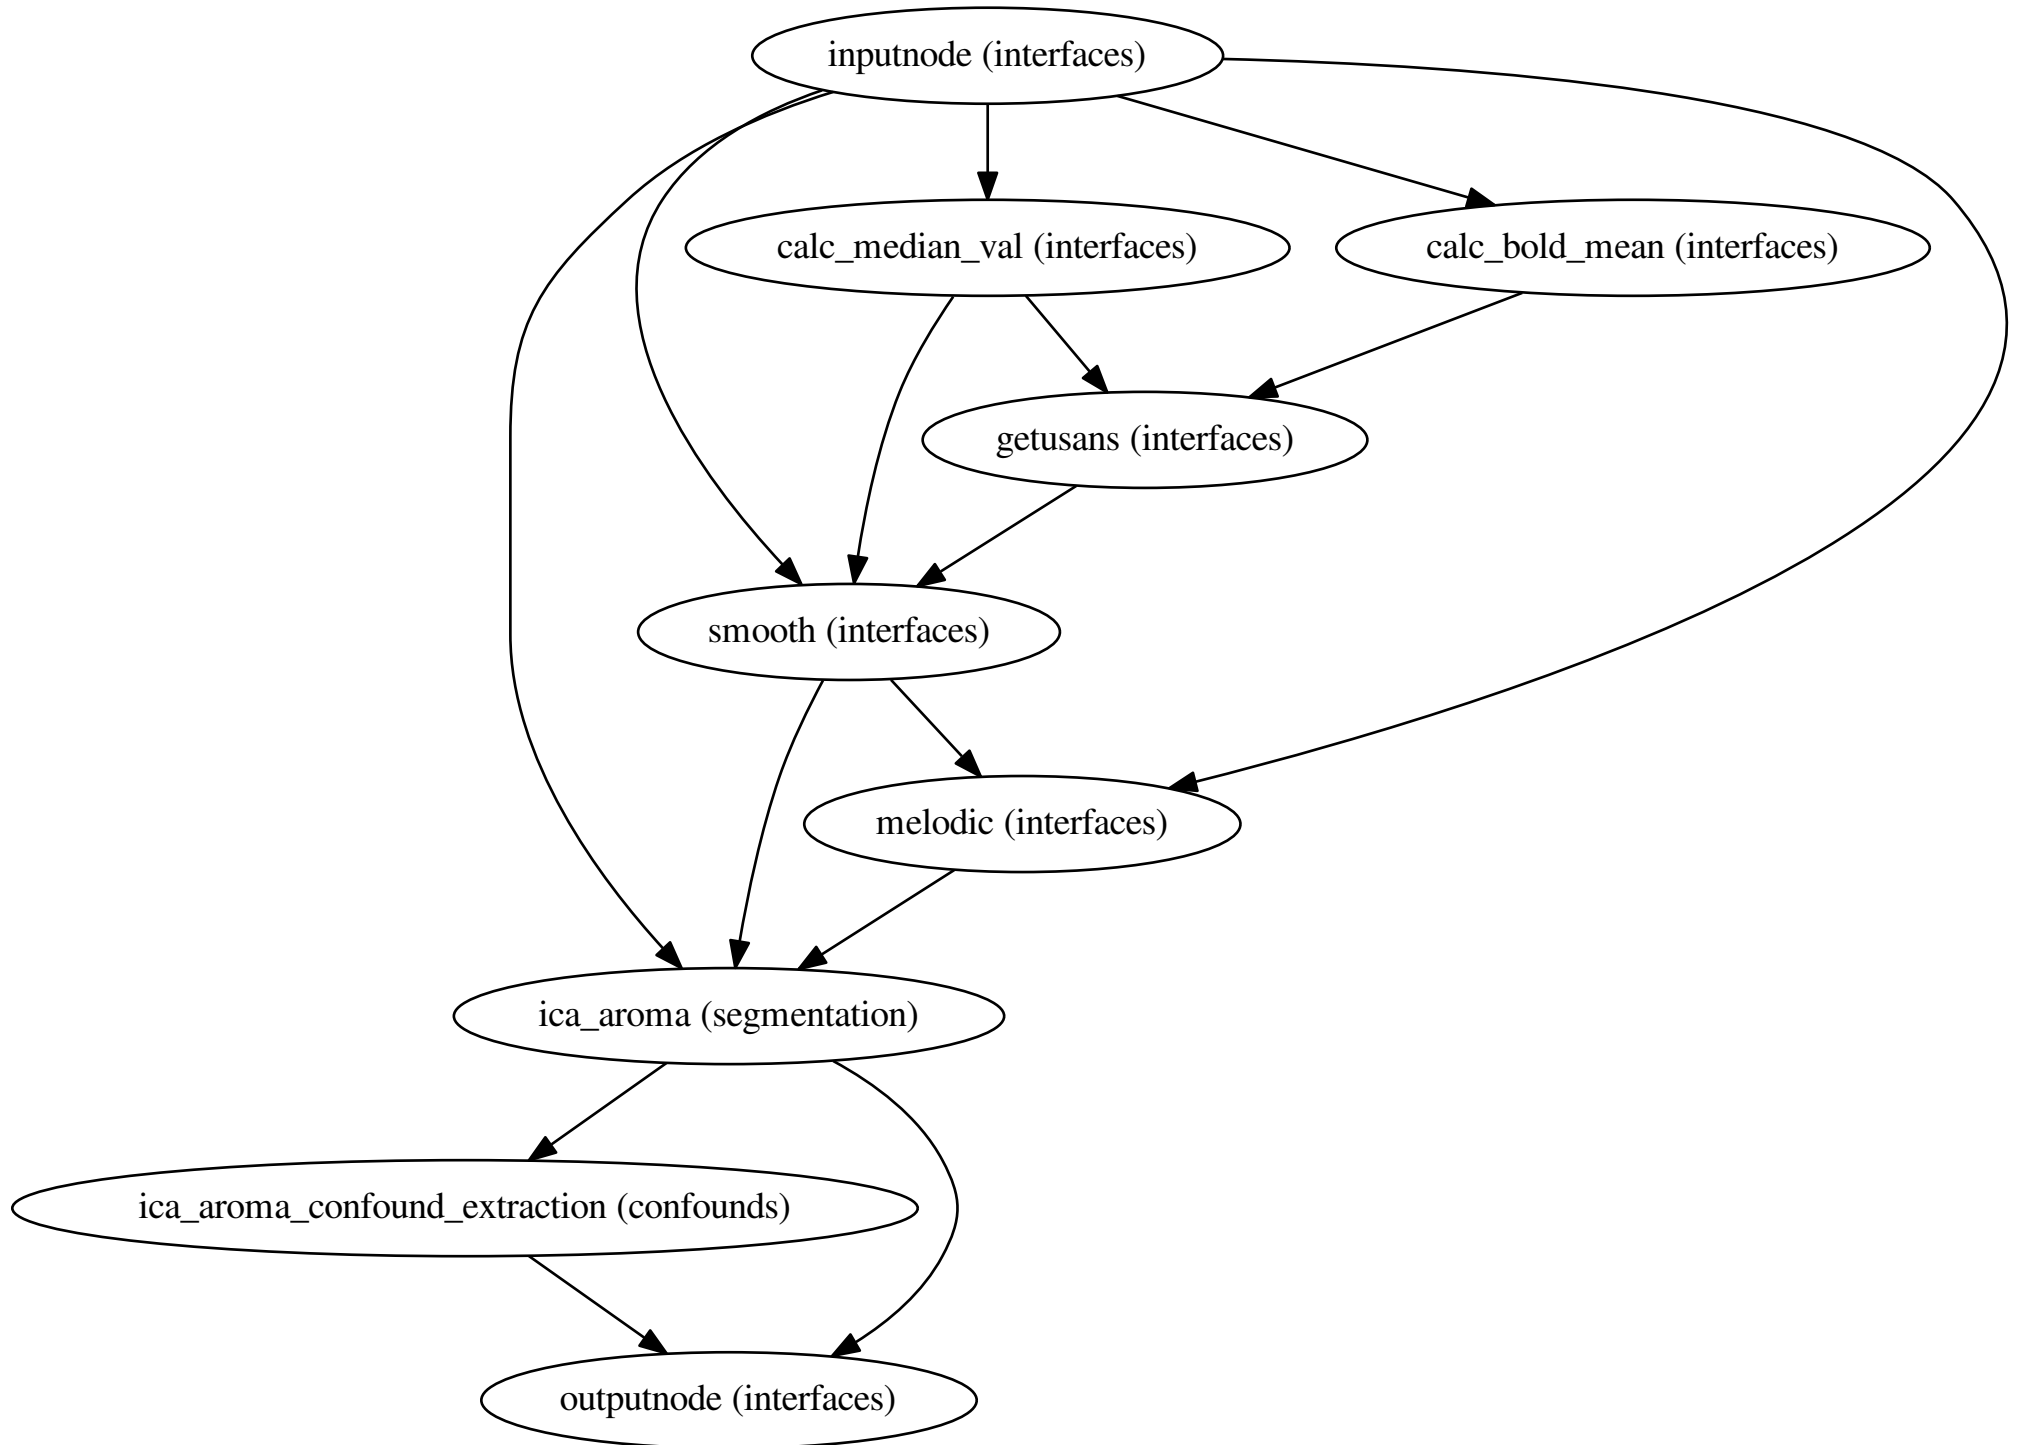 inputnode (interfaces)
calc_median_val (interfaces)
calc_bold_mean (interfaces)
getusans (interfaces)
smooth (interfaces)
melodic (interfaces)
ica_aroma (segmentation)
ica_aroma_confound_extraction (confounds)
outputnode (interfaces)